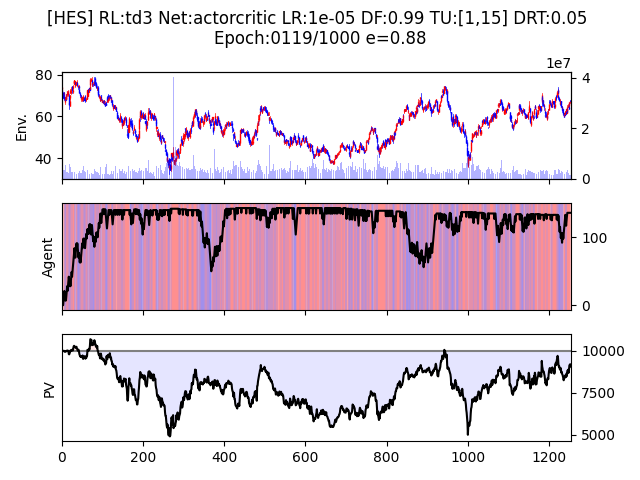 [HES] RL:td3 Net:actorcritic LR:1e-05 DF:0.99 TU:[1,15] DRT:0.05
Epoch:0119/1000 e=0.88
1e7
80
60
40
Env.
4
2
0
Agent
100
0
PV
10000
7500
5000
0 200 400 600 800 1000 1200